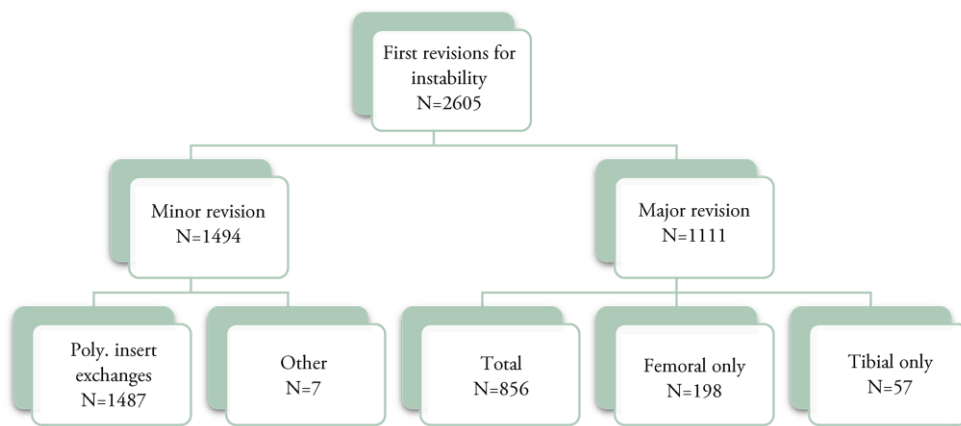 First revisions for
instability
N=2605
Minor revision
N=1494
Major revision
N=1111
Poly. insert
exchanges
N=1487
Other
N=7
Total
N=856
Femoral only
N=198
Tibial only
N=57